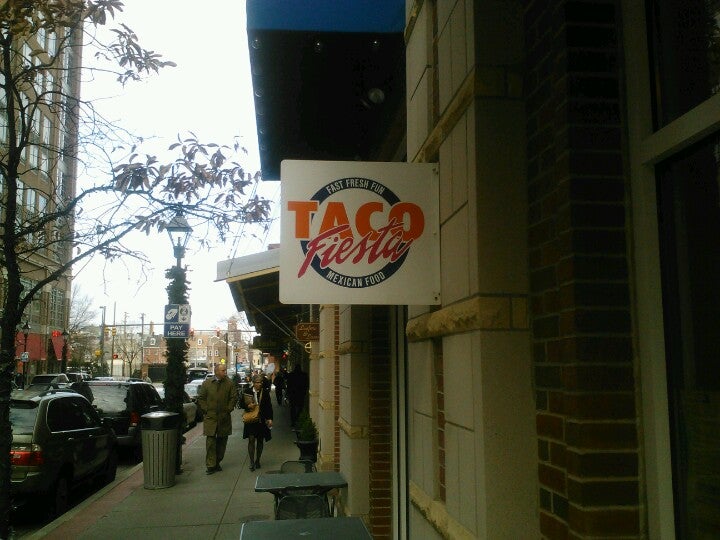 FAST FRESH FUN
TACO
Fiesta
MEXICAN FOOD
PAY
HERE